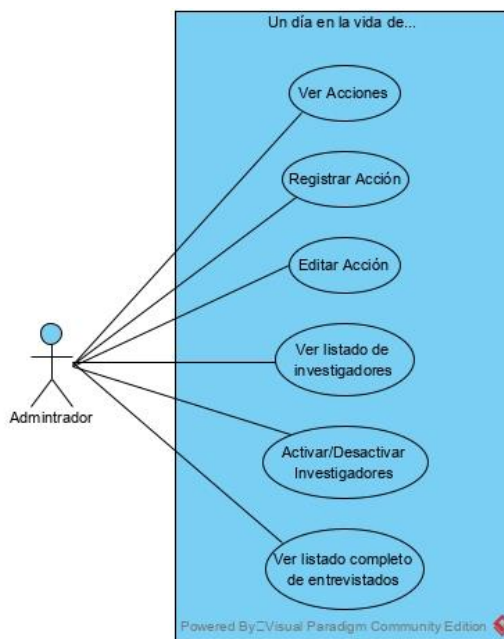 Un día en la vida de...
Ver Acciones
Registrar Acción
Editar Acción
Ver listado de
investigadores
Admintrador
Activar/Desactivar
Investigadores
Ver listado completo
de entrevistados
Powered By Visual Paradigm Community Edition